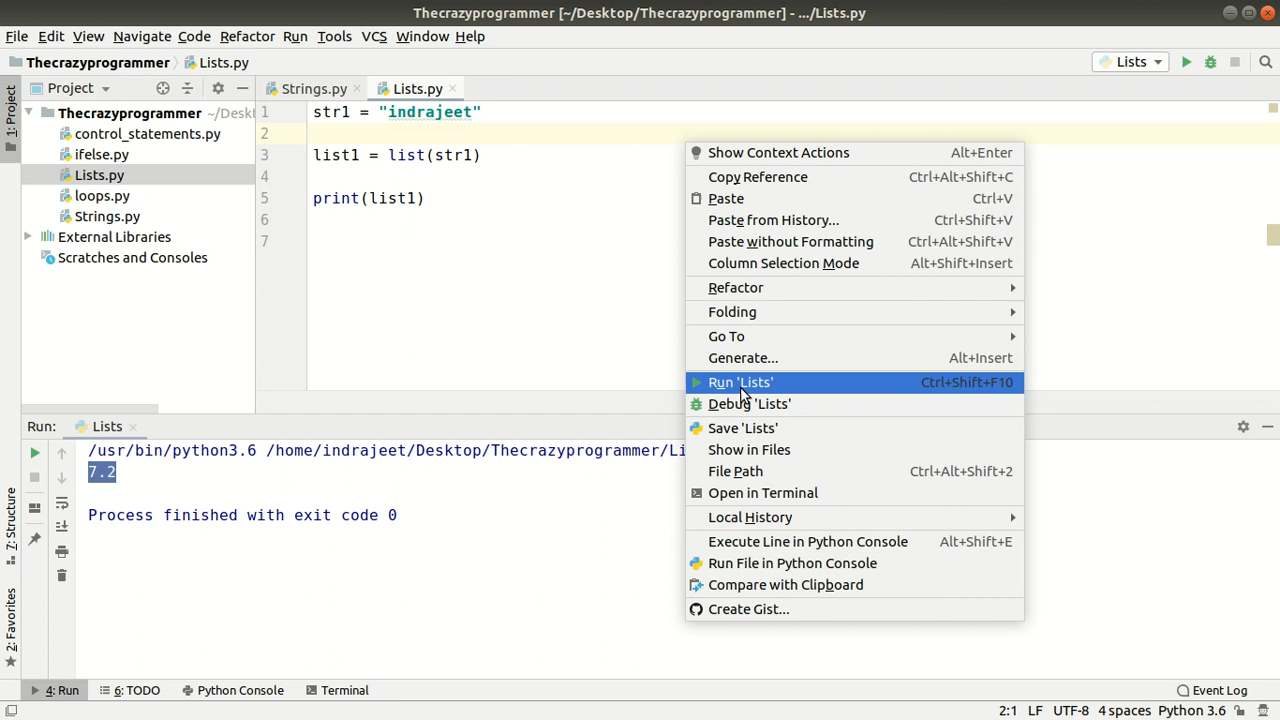 Thecrazyprogrammer [~/Desktop/Thecrazyprogrammer] - .../Lists.py
File Edit View Navigate Code Refactor Run Tools VCS Window Help
Thecrazyprogrammer Lists.py
Lists
1: Project
Project
Strings.py
Lists.py
Thecrazyprogrammer ~/Deskt
control_statements.py
ifelse.py
Lists.py
loops.py
Strings.py
External Libraries
Scratches and Consoles
1 str1 = "indrajeet"
2
3 list1 = list(str1)
4
5 print(list1)
6
7
Show Context Actions Alt+Enter
Copy Reference Ctrl+Alt+Shift+C
Paste Ctrl+V
Paste from History... Ctrl+Shift+V
Paste without Formatting Ctrl+Alt+Shift+V
Column Selection Mode Alt+Shift+Insert
Refactor
Folding
Go To
Generate... Alt+Insert
Run 'Lists' Ctrl+Shift+F10
Debug 'Lists'
Save 'Lists'
Show in Files
File Path Ctrl+Alt+Shift+2
Open in Terminal
Local History
Execute Line in Python Console Alt+Shift+E
Run File in Python Console
Compare with Clipboard
Create Gist...
Run: Lists
/usr/bin/python3.6 /home/indrajeet/Desktop/Thecrazyprogrammer/Li
7.2
Process finished with exit code 0
7: Structure
2: Favorites
4: Run 6: TODO Python Console Terminal Event Log
2:1 LF UTF-8 4 spaces Python 3.6